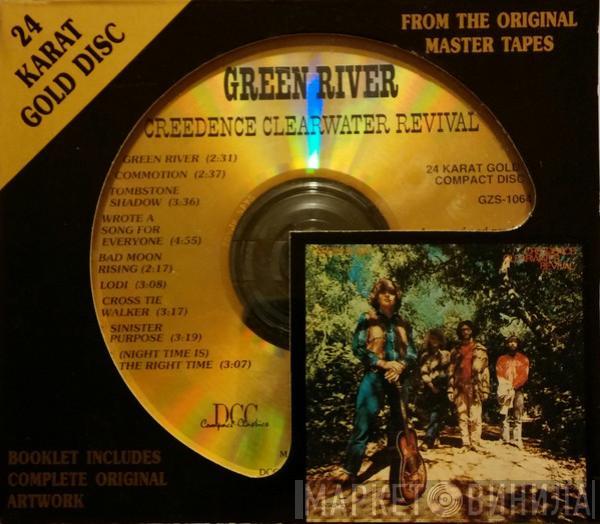 24
KARAT
GOLD DISC
FROM THE ORIGINAL
MASTER TAPES
GREEN RIVER
CREEDENCE CLEARWATER REVIVAL
GREEN RIVER (2:31)
COMMOTION (2:37)
TOMBSTONE
SHADOW (3:36)
WROTE A
SONG FOR
EVERYONE (4:55)
BAD MOON
RISING (2:17)
LODI (3:08)
CROSS TIE
WALKER (3:17)
SINISTER
PURPOSE (3:19)
(NIGHT TIME IS)
THE RIGHT TIME (3:07)
24 KARAT GOLD
COMPACT DISC
GZS-1064
DCC
Compact Classics
BOOKLET INCLUDES
COMPLETE ORIGINAL
ARTWORK
REVIVAL
МАРКЕТ ВИНИЛА